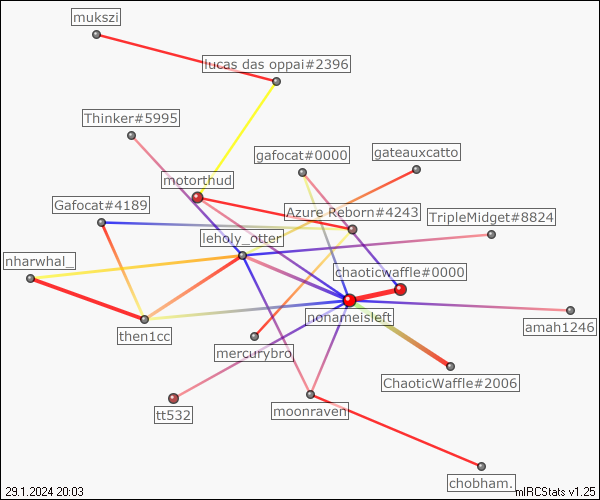 mukszi
lucas das oppai#2396
Thinker#5995
gafocat#0000
gateauxcatto
motorthud
Gafocat#4189
Azure Reborn#4243
TripleMidget#8824
leholy_otter
nharwhal_
chaoticwaffle#0000
nonameisleft
amah1246
then1cc
mercurybro
ChaoticWaffle#2006
tt532
moonraven
chobham.
29.1.2024 20:03
mIRCStats v1.25